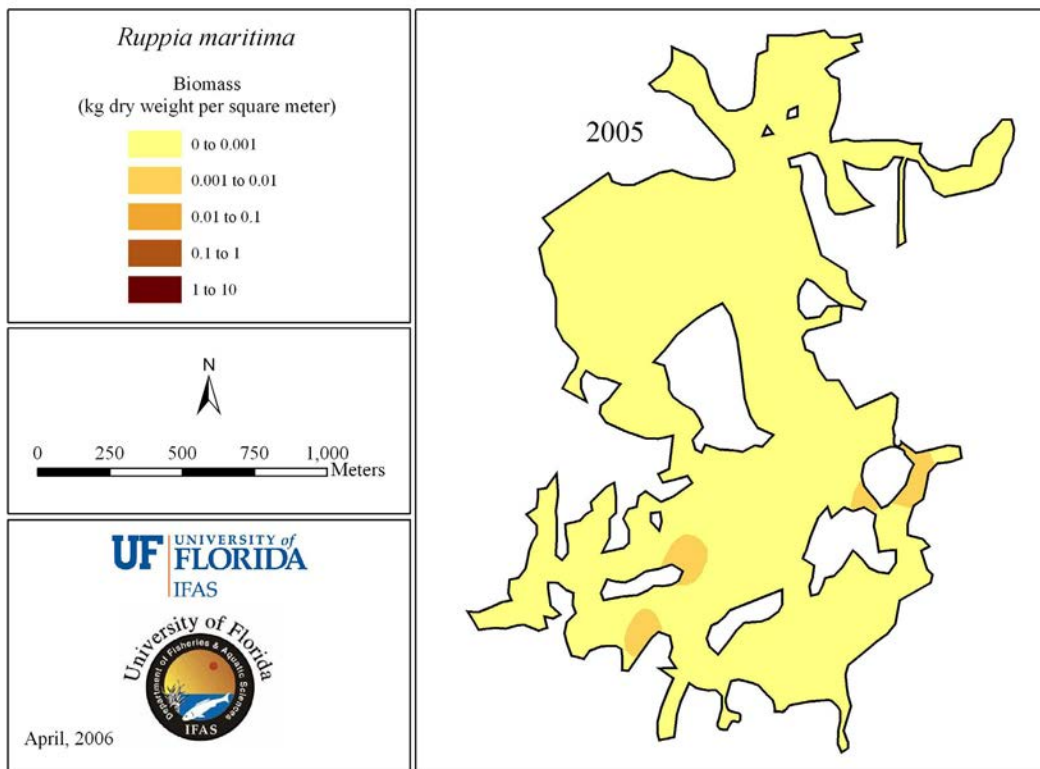 Ruppia maritima
Biomass
(kg dry weight per square meter)
0 to 0.001
0.001 to 0.01
0.01 to 0.1
0.1 to 1
1 to 10
N
0 250 500 750 1,000
Meters
UF UNIVERSITY of
FLORIDA
IFAS
University of Florida
Department of Fisheries & Aquatic Sciences
IFAS
April, 2006
2005